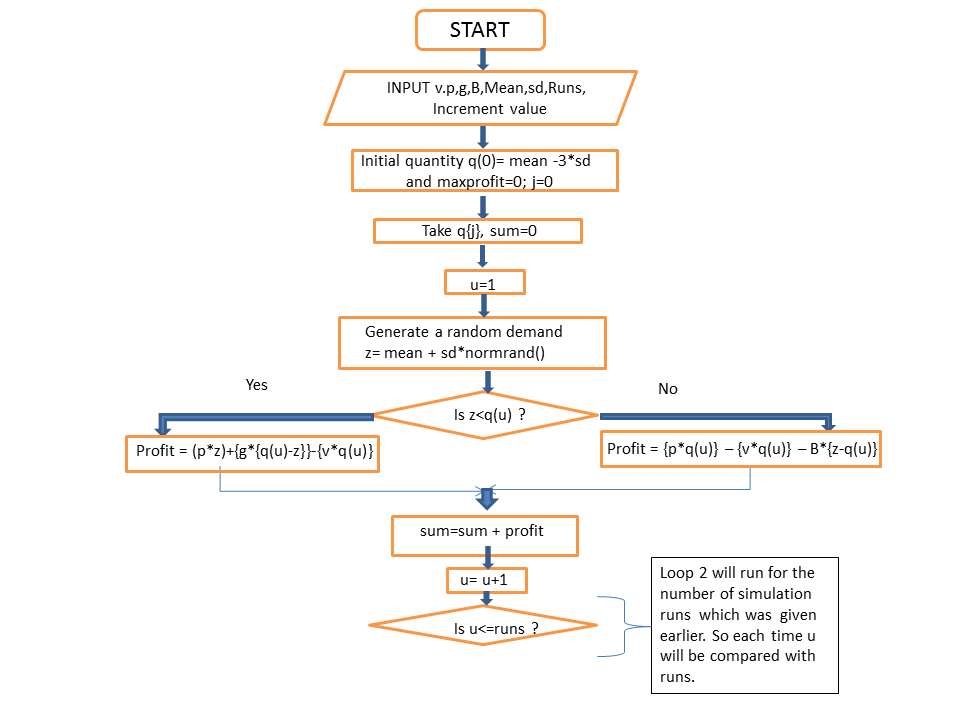 START
INPUT v.p,g,B,Mean,sd,Runs,
Increment value
Initial quantity q(0)= mean -3*sd
and maxprofit=0; j=0
Take q{j}, sum=0
u=1
Generate a random demand
z= mean + sd*normrand()
Yes
No
Is z<q(u) ?
Profit = (p*z)+{g*{q(u)-z}}-{v*q(u)}
Profit = {p*q(u)} – {v*q(u)} – B*{z-q(u)}
sum=sum + profit
u= u+1
Is u<=runs ?
Loop 2 will run for the
number of simulation
runs which was given
earlier. So each time u
will be compared with
runs.